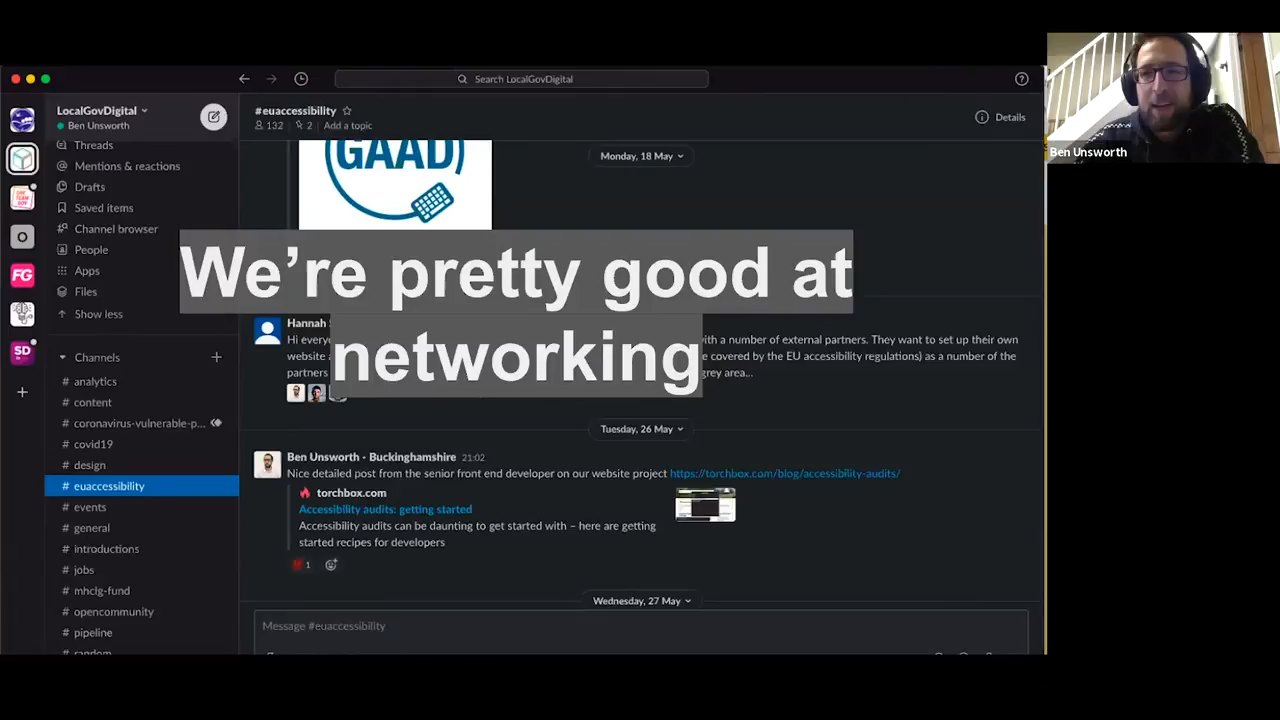 Search LocalGovDigital
LocalGovDigital
Ben Unsworth
Threads
Mentions & reactions
Drafts
Saved items
Channel browser
People
Apps
Files
Show less
Channels
# analytics
# content
# coronavirus-vulnerable-p...
# covid19
# design
# euaccessibility
# events
# general
# introductions
# jobs
# mhclg-fund
# opencommunity
# pipeline
# random
O
FG
SD
#euaccessibility
132 | 2 | Add a topic
Details
GAAD
Monday, 18 May
We’re pretty good at
networking
Hannah
Hi every
with a number of external partners. They want to set up their own
website
e covered by the EU accessibility regulations) as a number of the
partners
grey area...
Tuesday, 26 May
Ben Unsworth - Buckinghamshire 21:02
Nice detailed post from the senior front end developer on our website project https://torchbox.com/blog/accessibility-audits/
torchbox.com
Accessibility audits: getting started
Accessibility audits can be daunting to get started with – here are getting
started recipes for developers
1
Wednesday, 27 May
Message #euaccessibility
Ben Unsworth